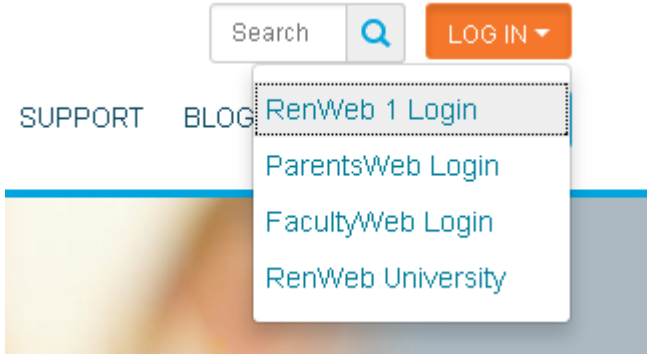 Search LOG IN
SUPPORT BLOG
RenWeb 1 Login
ParentsWeb Login
FacultyWeb Login
RenWeb University